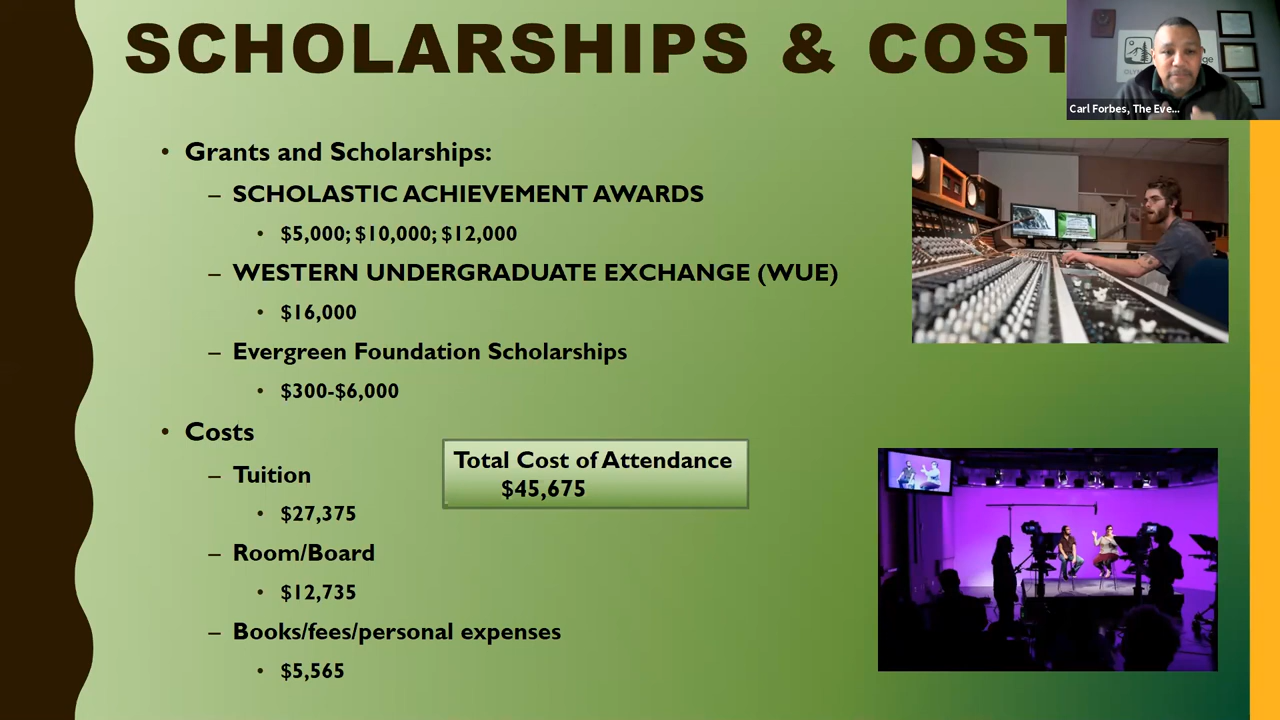 SCHOLARSHIPS & COST
Carl Forbes, The Eve...
• Grants and Scholarships:
– SCHOLASTIC ACHIEVEMENT AWARDS
• $5,000; $10,000; $12,000
– WESTERN UNDERGRADUATE EXCHANGE (WUE)
• $16,000
– Evergreen Foundation Scholarships
• $300-$6,000
• Costs
Total Cost of Attendance
$45,675
– Tuition
• $27,375
– Room/Board
• $12,735
– Books/fees/personal expenses
• $5,565